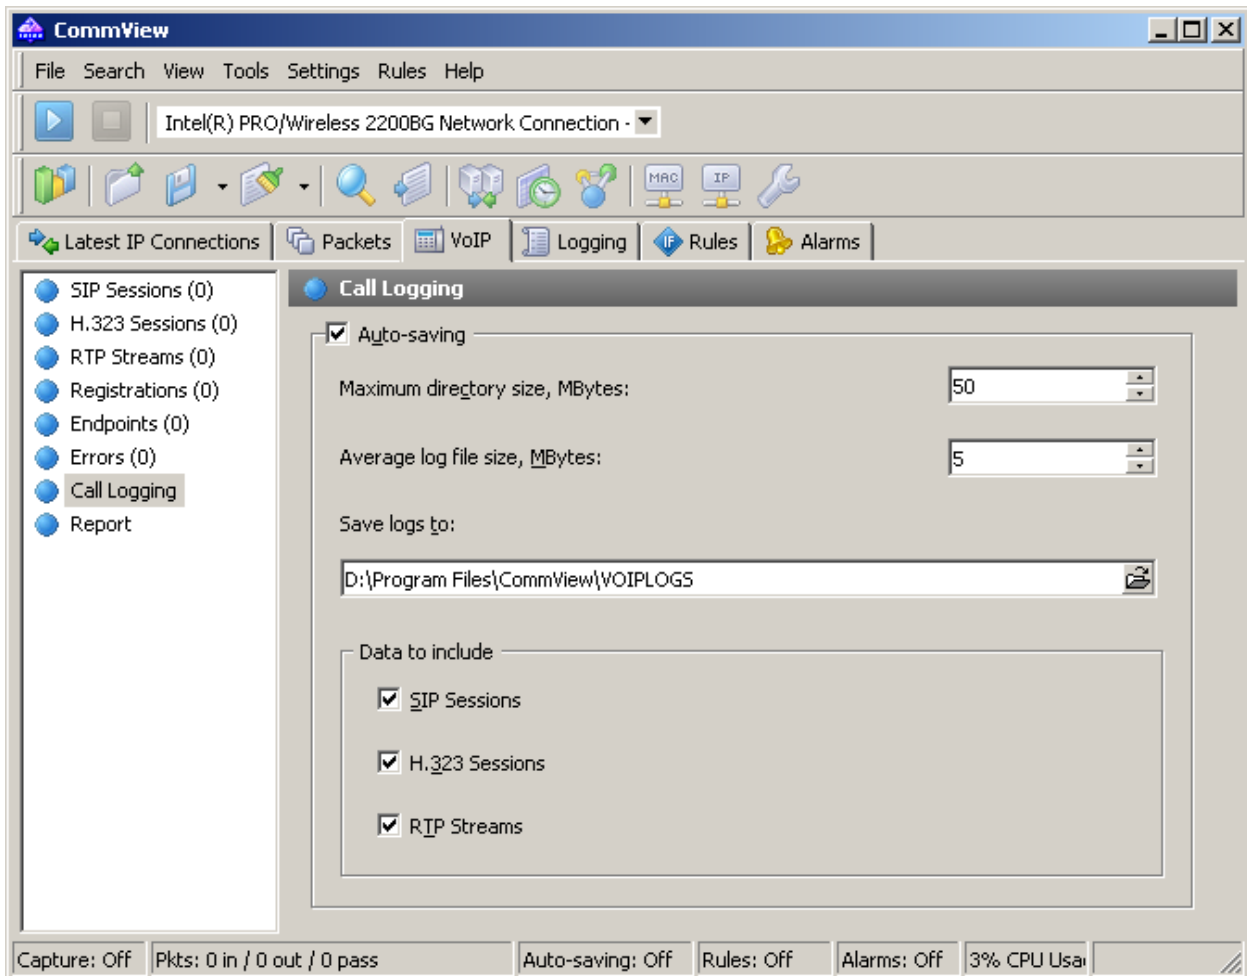 CommView
File Search View Tools Settings Rules Help
Intel(R) PRO/Wireless 2200BG Network Connection -
MAC IP
Latest IP Connections Packets VoIP Logging IF Rules Alarms
SIP Sessions (0)
H.323 Sessions (0)
RTP Streams (0)
Registrations (0)
Endpoints (0)
Errors (0)
Call Logging
Report
Call Logging
Auto-saving
Maximum directory size, MBytes: 50
Average log file size, MBytes: 5
Save logs to:
D:\Program Files\CommView\VOIPLOGS
Data to include
SIP Sessions
H.323 Sessions
RTP Streams
Capture: Off Pkts: 0 in / 0 out / 0 pass Auto-saving: Off Rules: Off Alarms: Off 3% CPU Usa